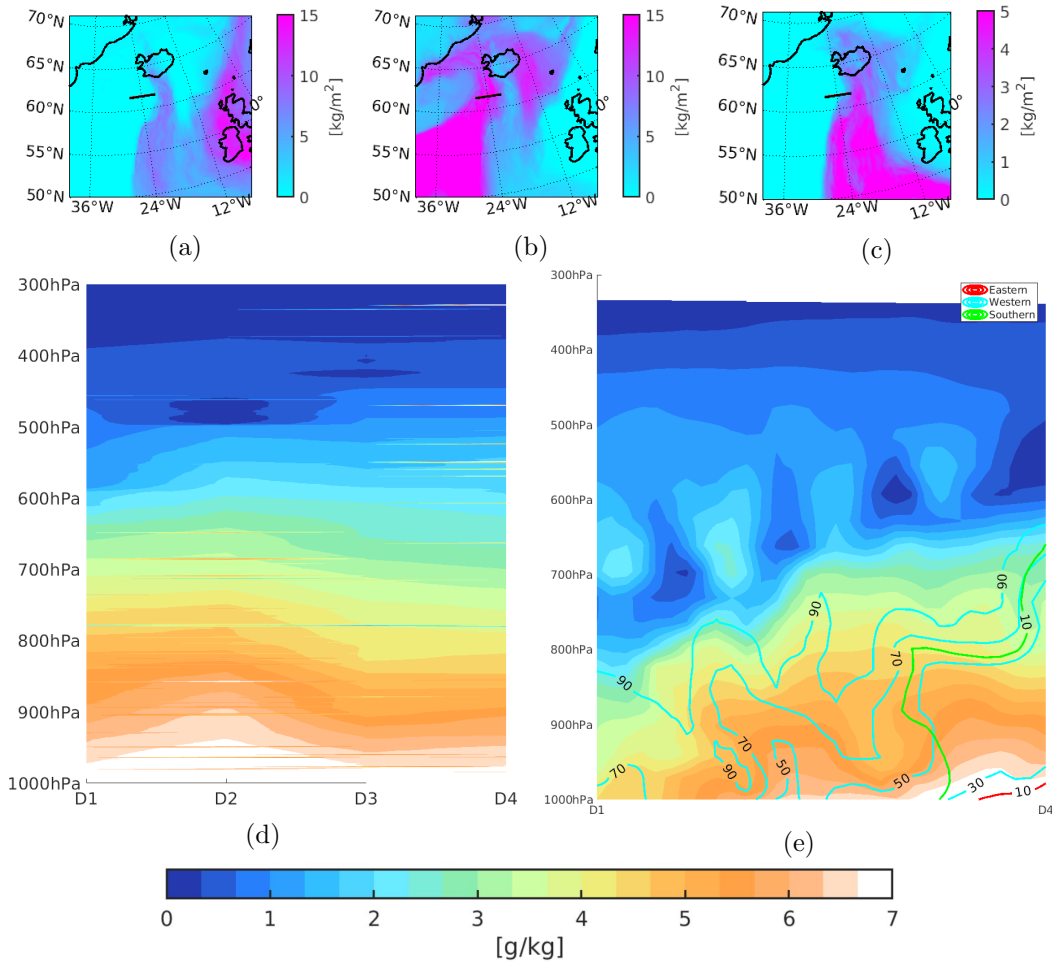 70°N
65°N
60°N
55°N
50°N
36°W
24°W
12°W
0°
15
10
5
0
[kg/m²]
(a)
70°N
65°N
60°N
55°N
50°N
36°W
24°W
12°W
0°
15
10
5
0
[kg/m²]
(b)
70°N
65°N
60°N
55°N
50°N
36°W
24°W
12°W
0°
5
4
3
2
1
0
[kg/m²]
(c)
300hPa
400hPa
500hPa
600hPa
700hPa
800hPa
900hPa
1000hPa
D1 D2 D3 D4
(d)
300hPa
400hPa
500hPa
600hPa
700hPa
800hPa
900hPa
1000hPa
D1 D4
Eastern
Western
Southern
90
90
90
10
70
90
70
70
90
50
50
30
10
(e)
0 1 2 3 4 5 6 7
[g/kg]